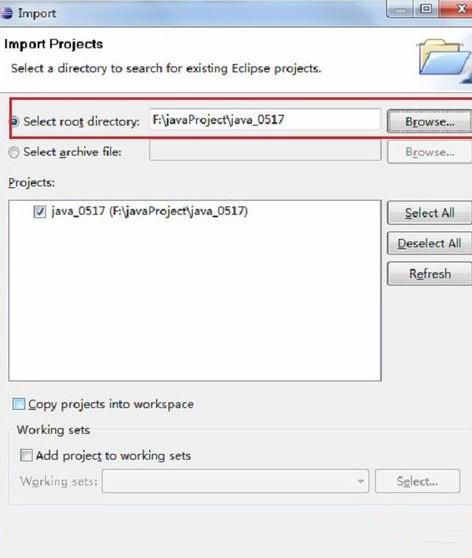 Import
Import Projects
Select a directory to search for existing Eclipse projects.
Select root directory: F:\javaProject\java_0517 Browse...
Select archive file: Browse...
Projects:
java_0517 (F:\javaProject\java_0517)
Select All
Deselect All
Refresh
Copy projects into workspace
Working sets
Add project to working sets
Working sets: Select...